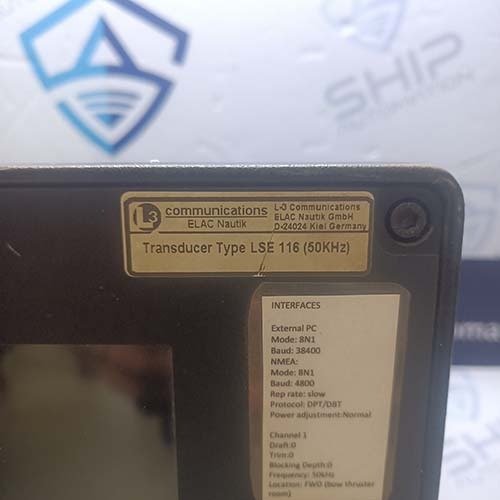 SHIP
L3
communications
ELAC Nautik
L-3 Communications
ELAC Nautik GmbH
D-24024 Kiel Germany
Transducer Type LSE 116 (50KHz)
INTERFACES
External PC
Mode: 8N1
Baud: 38400
NMEA:
Mode: 8N1
Baud: 4800
Rep rate: slow
Protocol: DPT/DBT
Power adjustment:Normal
Channel 1
Draft:0
Trim:0
Blocking Depth:0
Frequency: 50kHz
Location: FWD (bow thruster
room)